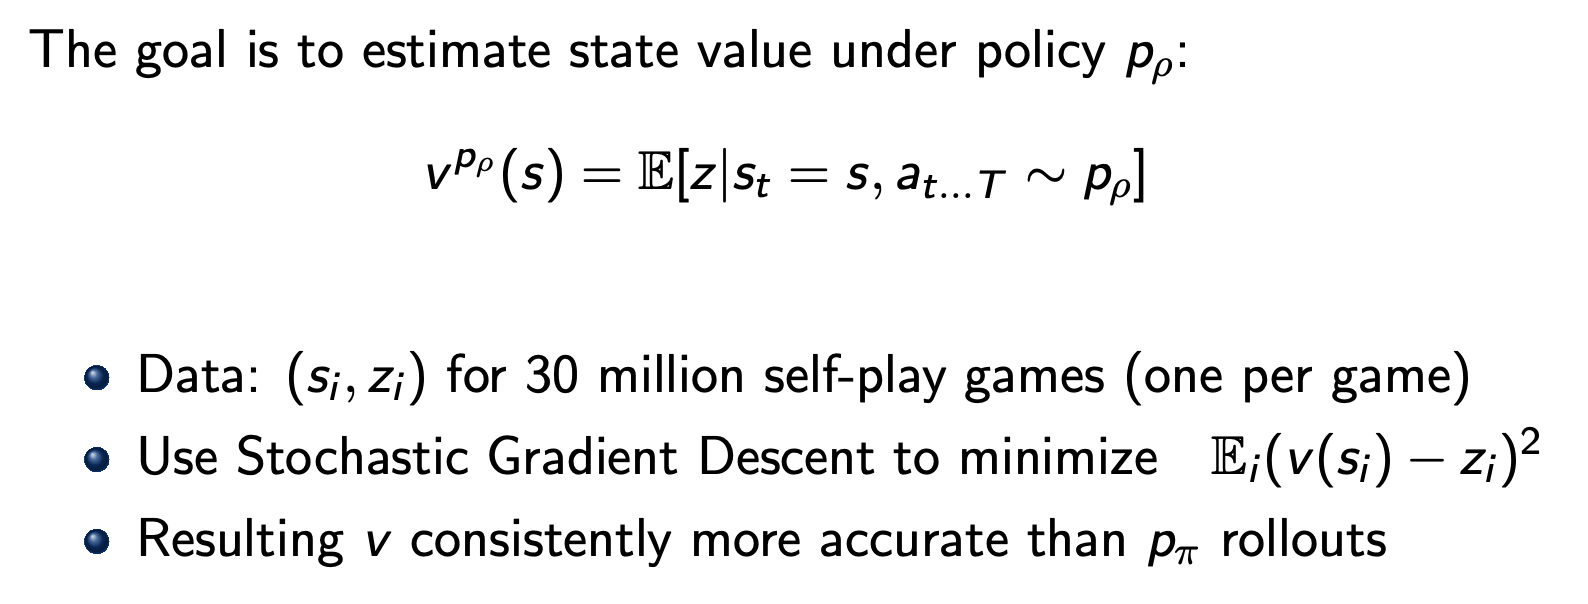 The goal is to estimate state value under policy $p_\rho$:
$v^{p_\rho}(s) = \mathbb{E}[z|s_t = s, a_{t...T} \sim p_\rho]$
Data: $(s_i, z_i)$ for 30 million self-play games (one per game)
Use Stochastic Gradient Descent to minimize $\mathbb{E}_i(v(s_i) - z_i)^2$
Resulting $v$ consistently more accurate than $p_\pi$ rollouts